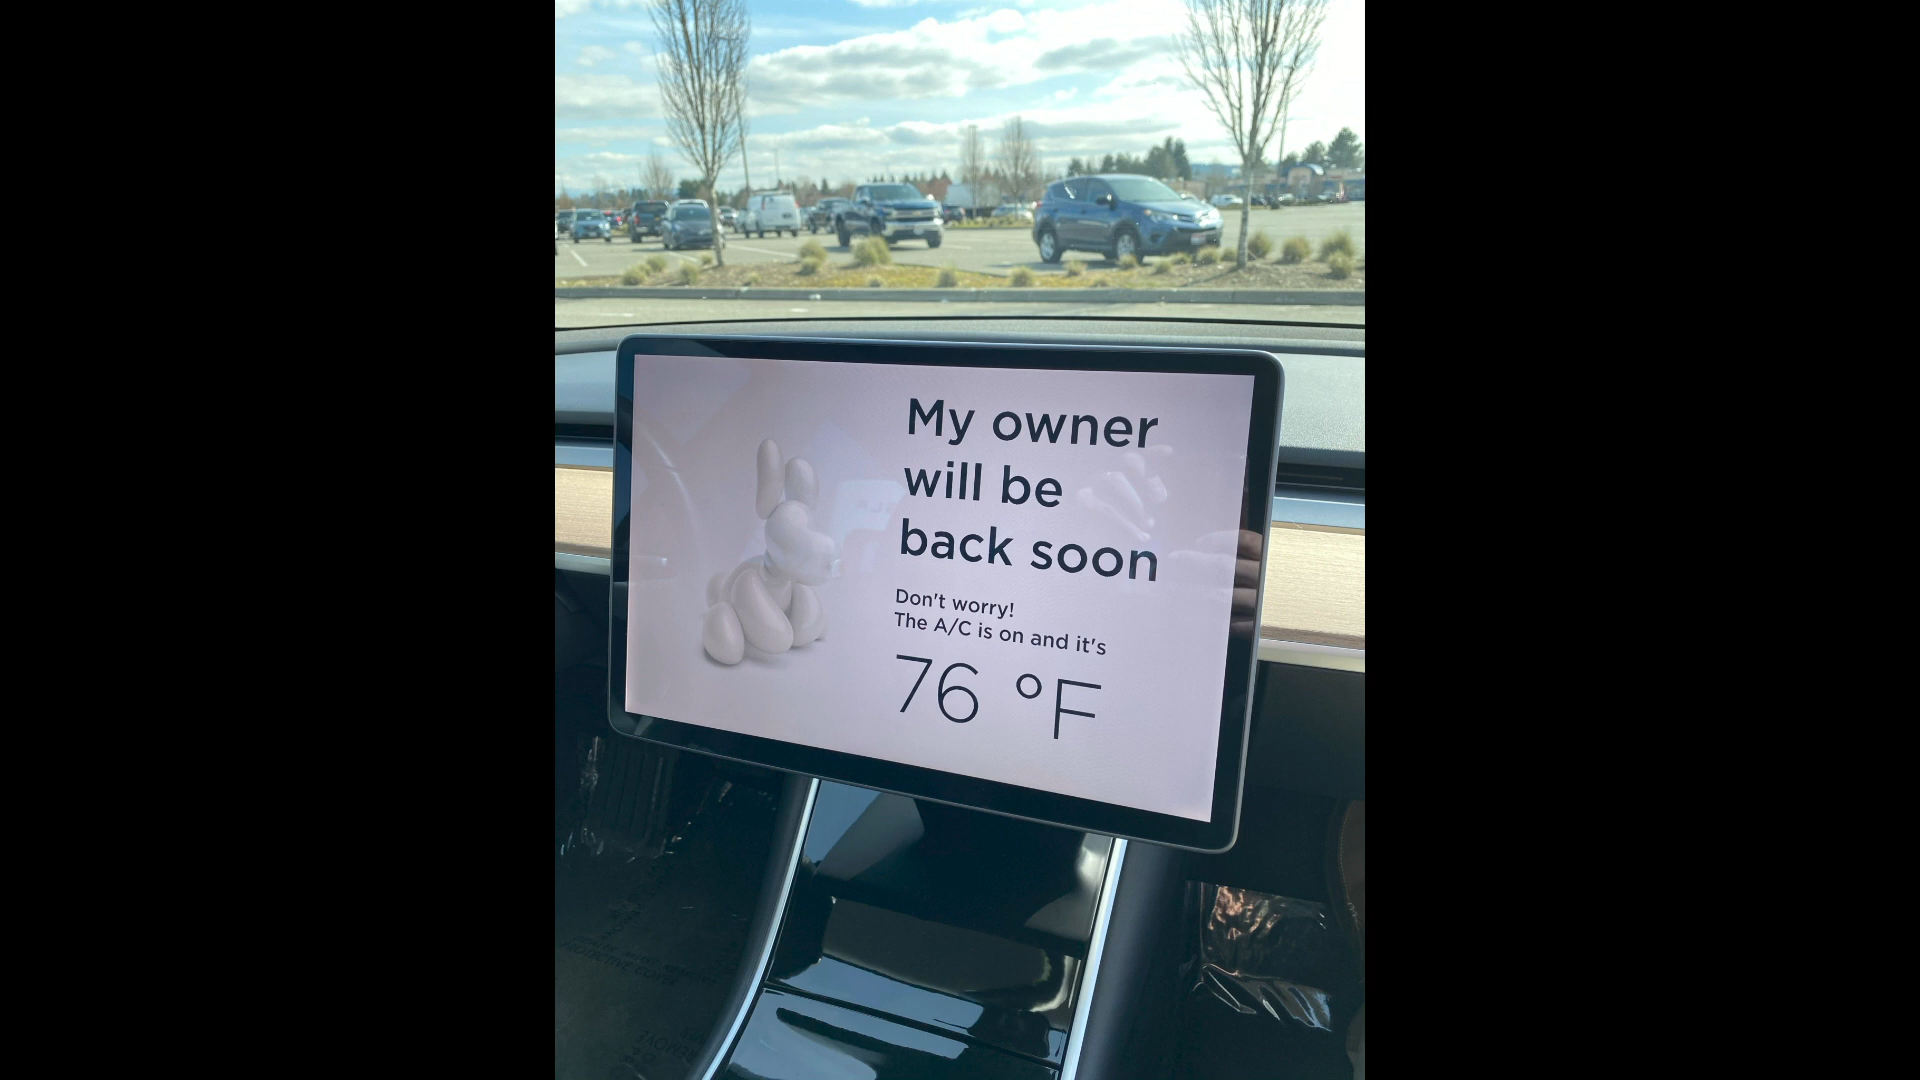 My owner
will be
back soon
Don't worry!
The A/C is on and it's
76 °F